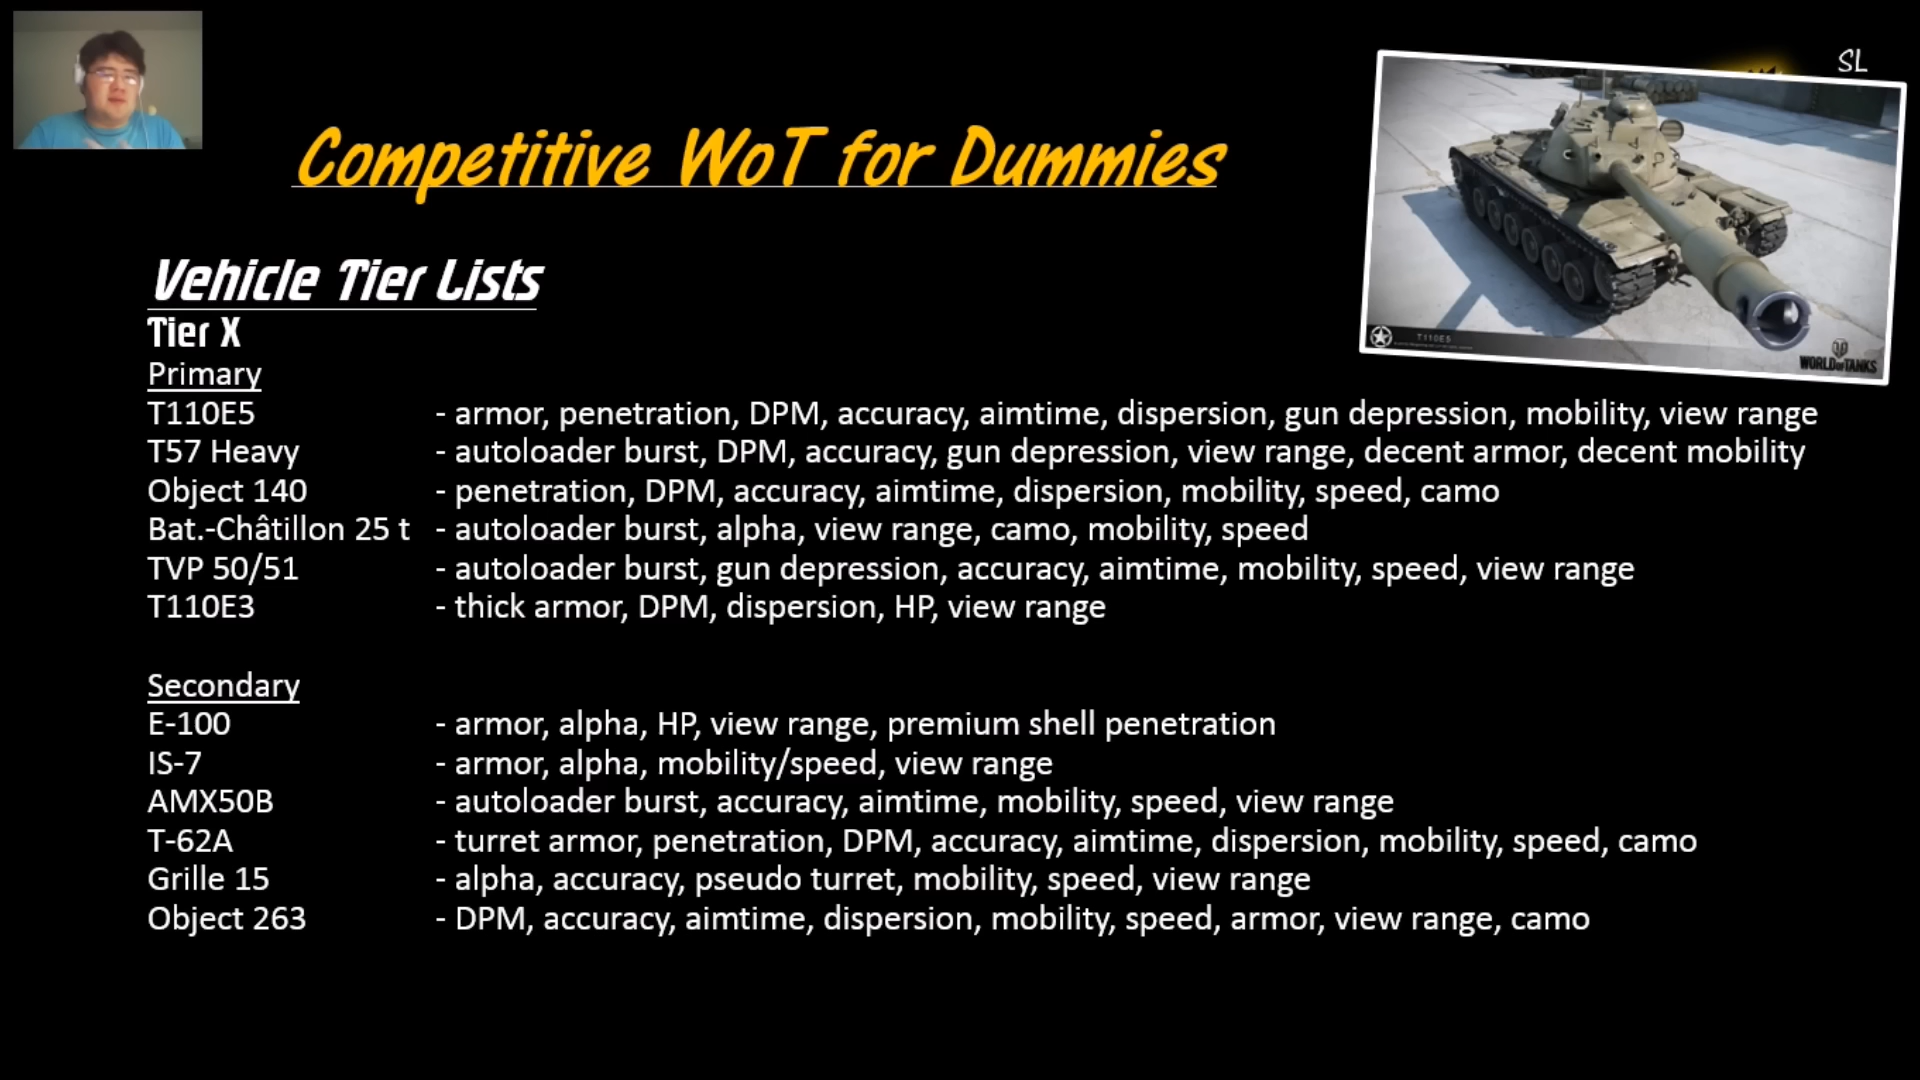 SL
Competitive WoT for Dummies
T110E5
WORLD OF TANKS
Vehicle Tier Lists
Tier X
Primary
T110E5 - armor, penetration, DPM, accuracy, aimtime, dispersion, gun depression, mobility, view range
T57 Heavy - autoloader burst, DPM, accuracy, gun depression, view range, decent armor, decent mobility
Object 140 - penetration, DPM, accuracy, aimtime, dispersion, mobility, speed, camo
Bat.-Châtillon 25 t - autoloader burst, alpha, view range, camo, mobility, speed
TVP 50/51 - autoloader burst, gun depression, accuracy, aimtime, mobility, speed, view range
T110E3 - thick armor, DPM, dispersion, HP, view range
Secondary
E-100 - armor, alpha, HP, view range, premium shell penetration
IS-7 - armor, alpha, mobility/speed, view range
AMX50B - autoloader burst, accuracy, aimtime, mobility, speed, view range
T-62A - turret armor, penetration, DPM, accuracy, aimtime, dispersion, mobility, speed, camo
Grille 15 - alpha, accuracy, pseudo turret, mobility, speed, view range
Object 263 - DPM, accuracy, aimtime, dispersion, mobility, speed, armor, view range, camo